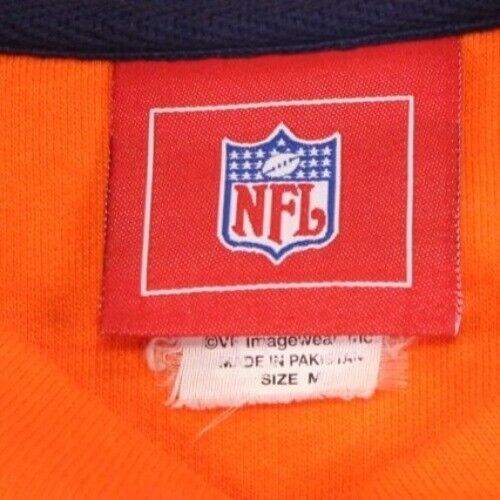 NFL
©VF Imagewear, Inc
MADE IN PAKISTAN
SIZE M